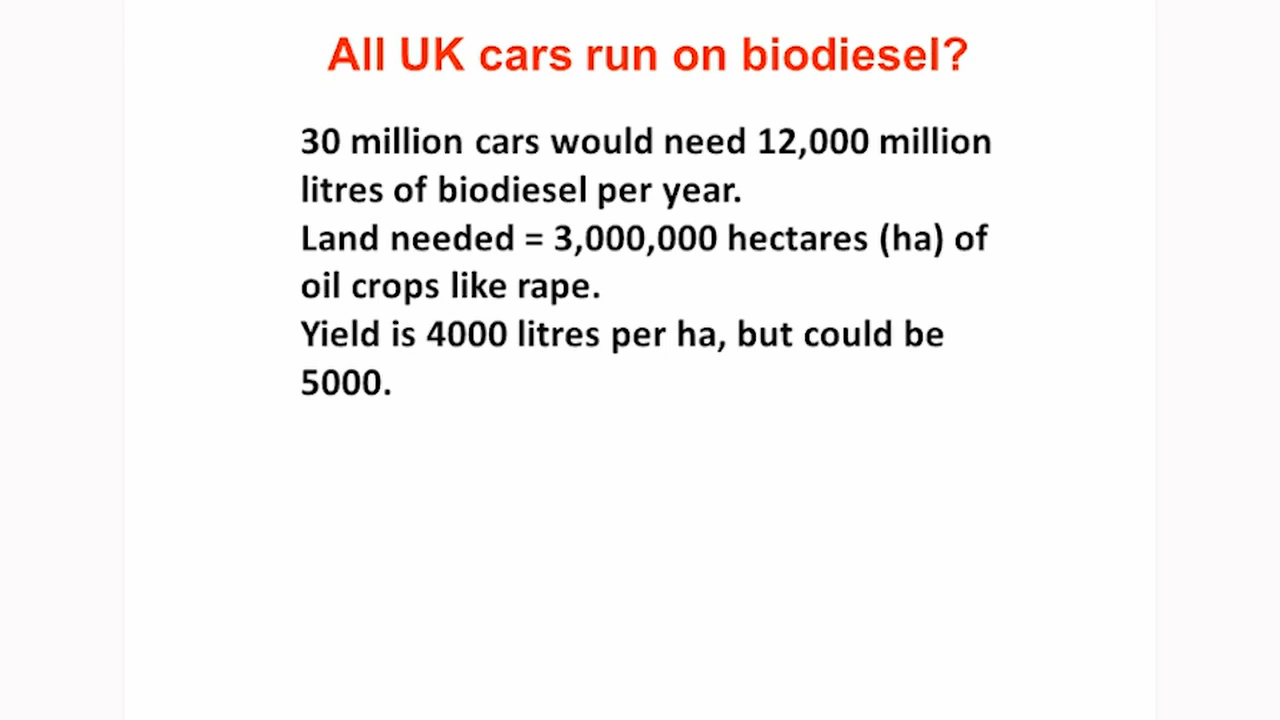 All UK cars run on biodiesel?
30 million cars would need 12,000 million
litres of biodiesel per year.
Land needed = 3,000,000 hectares (ha) of
oil crops like rape.
Yield is 4000 litres per ha, but could be
5000.